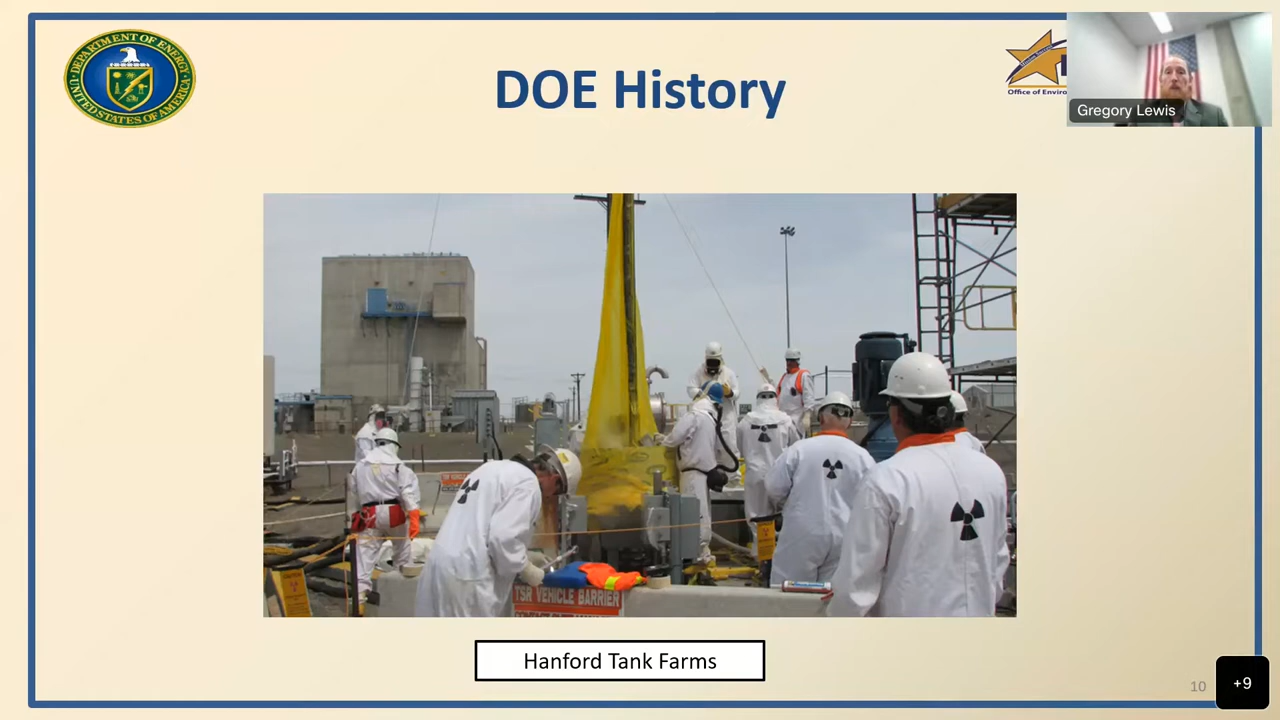 DEPARTMENT OF ENERGY
UNITED STATES OF AMERICA
DOE History
Office of Enviro
Gregory Lewis
CAUTION
TSR VEHICLE BARRIER
Hanford Tank Farms
10
+9